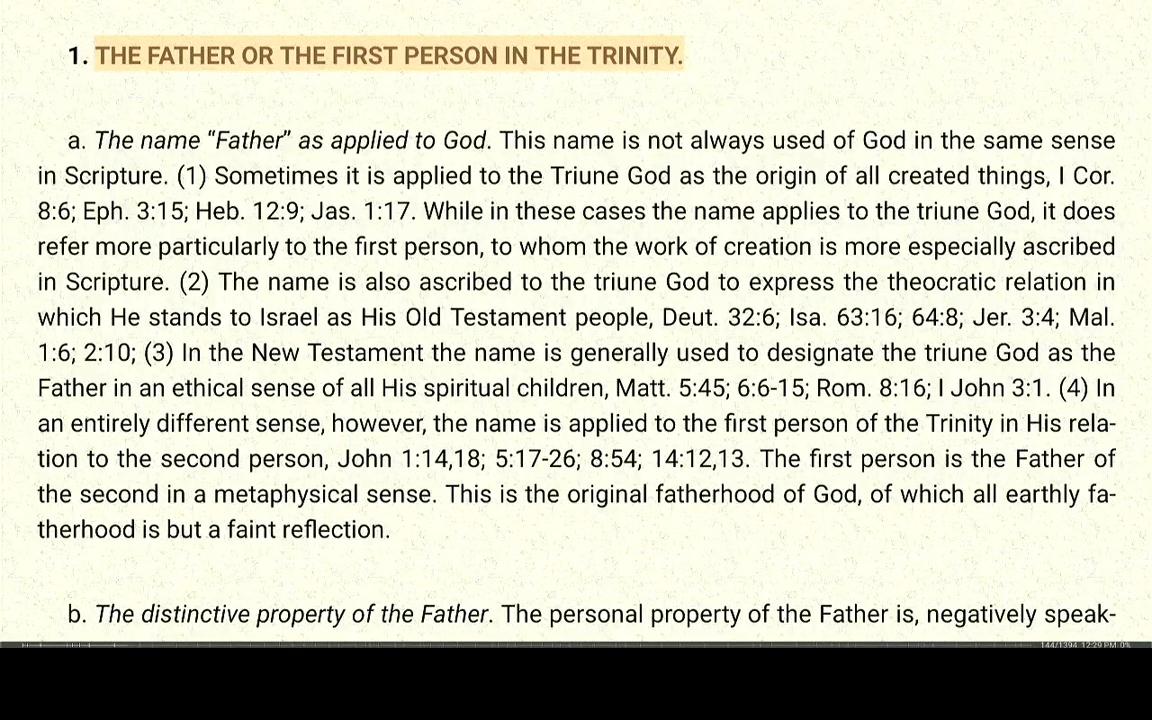 1. THE FATHER OR THE FIRST PERSON IN THE TRINITY.
a. The name “Father” as applied to God. This name is not always used of God in the same sense
in Scripture. (1) Sometimes it is applied to the Triune God as the origin of all created things, I Cor.
8:6; Eph. 3:15; Heb. 12:9; Jas. 1:17. While in these cases the name applies to the triune God, it does
refer more particularly to the first person, to whom the work of creation is more especially ascribed
in Scripture. (2) The name is also ascribed to the triune God to express the theocratic relation in
which He stands to Israel as His Old Testament people, Deut. 32:6; Isa. 63:16; 64:8; Jer. 3:4; Mal.
1:6; 2:10; (3) In the New Testament the name is generally used to designate the triune God as the
Father in an ethical sense of all His spiritual children, Matt. 5:45; 6:6-15; Rom. 8:16; I John 3:1. (4) In
an entirely different sense, however, the name is applied to the first person of the Trinity in His rela-
tion to the second person, John 1:14,18; 5:17-26; 8:54; 14:12,13. The first person is the Father of
the second in a metaphysical sense. This is the original fatherhood of God, of which all earthly fa-
therhood is but a faint reflection.
b. The distinctive property of the Father. The personal property of the Father is, negatively speak-
144/1394 12:29 PM 0%